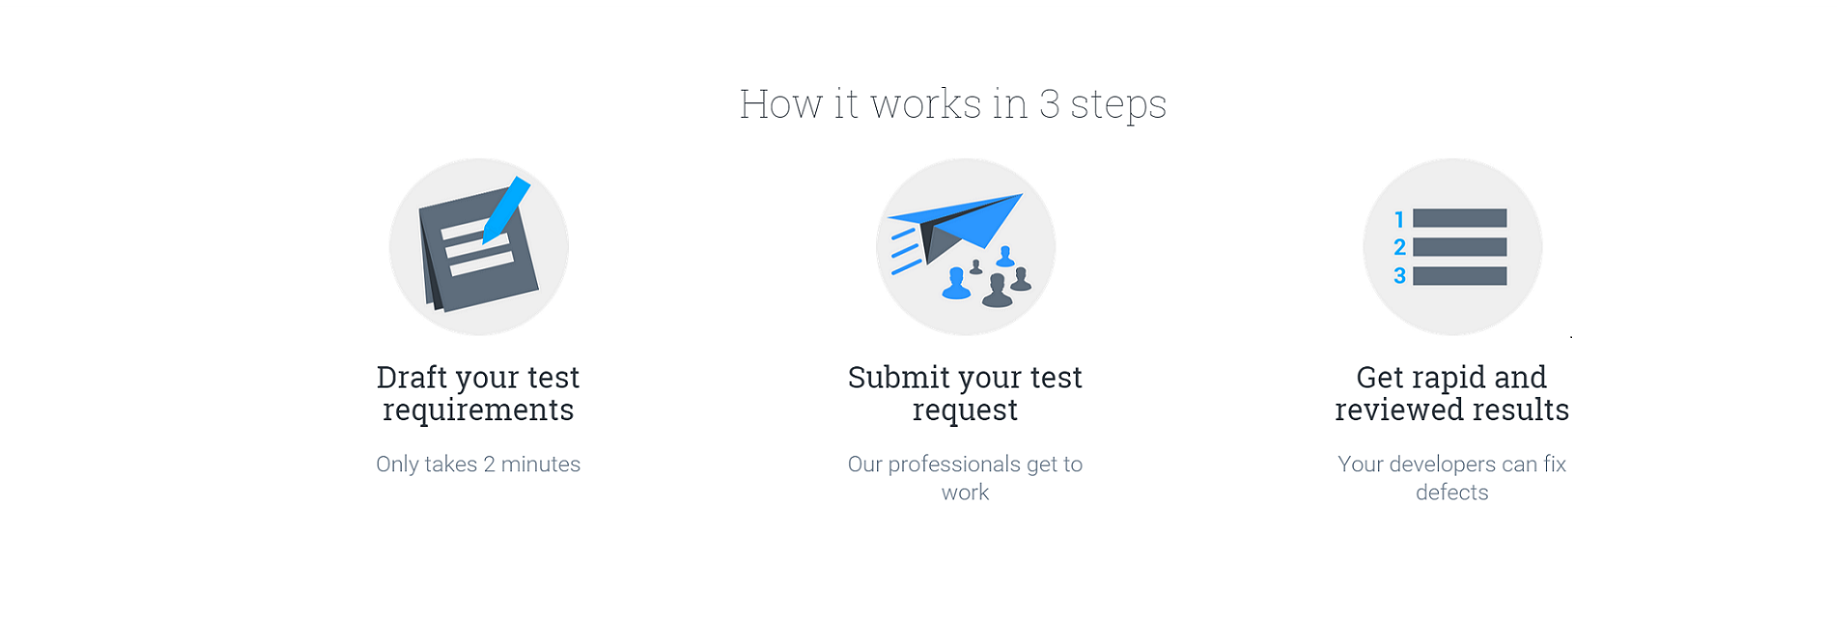 How it works in 3 steps
1
2
3
Draft your test
requirements
Only takes 2 minutes
Submit your test
request
Our professionals get to
work
Get rapid and
reviewed results
Your developers can fix
defects